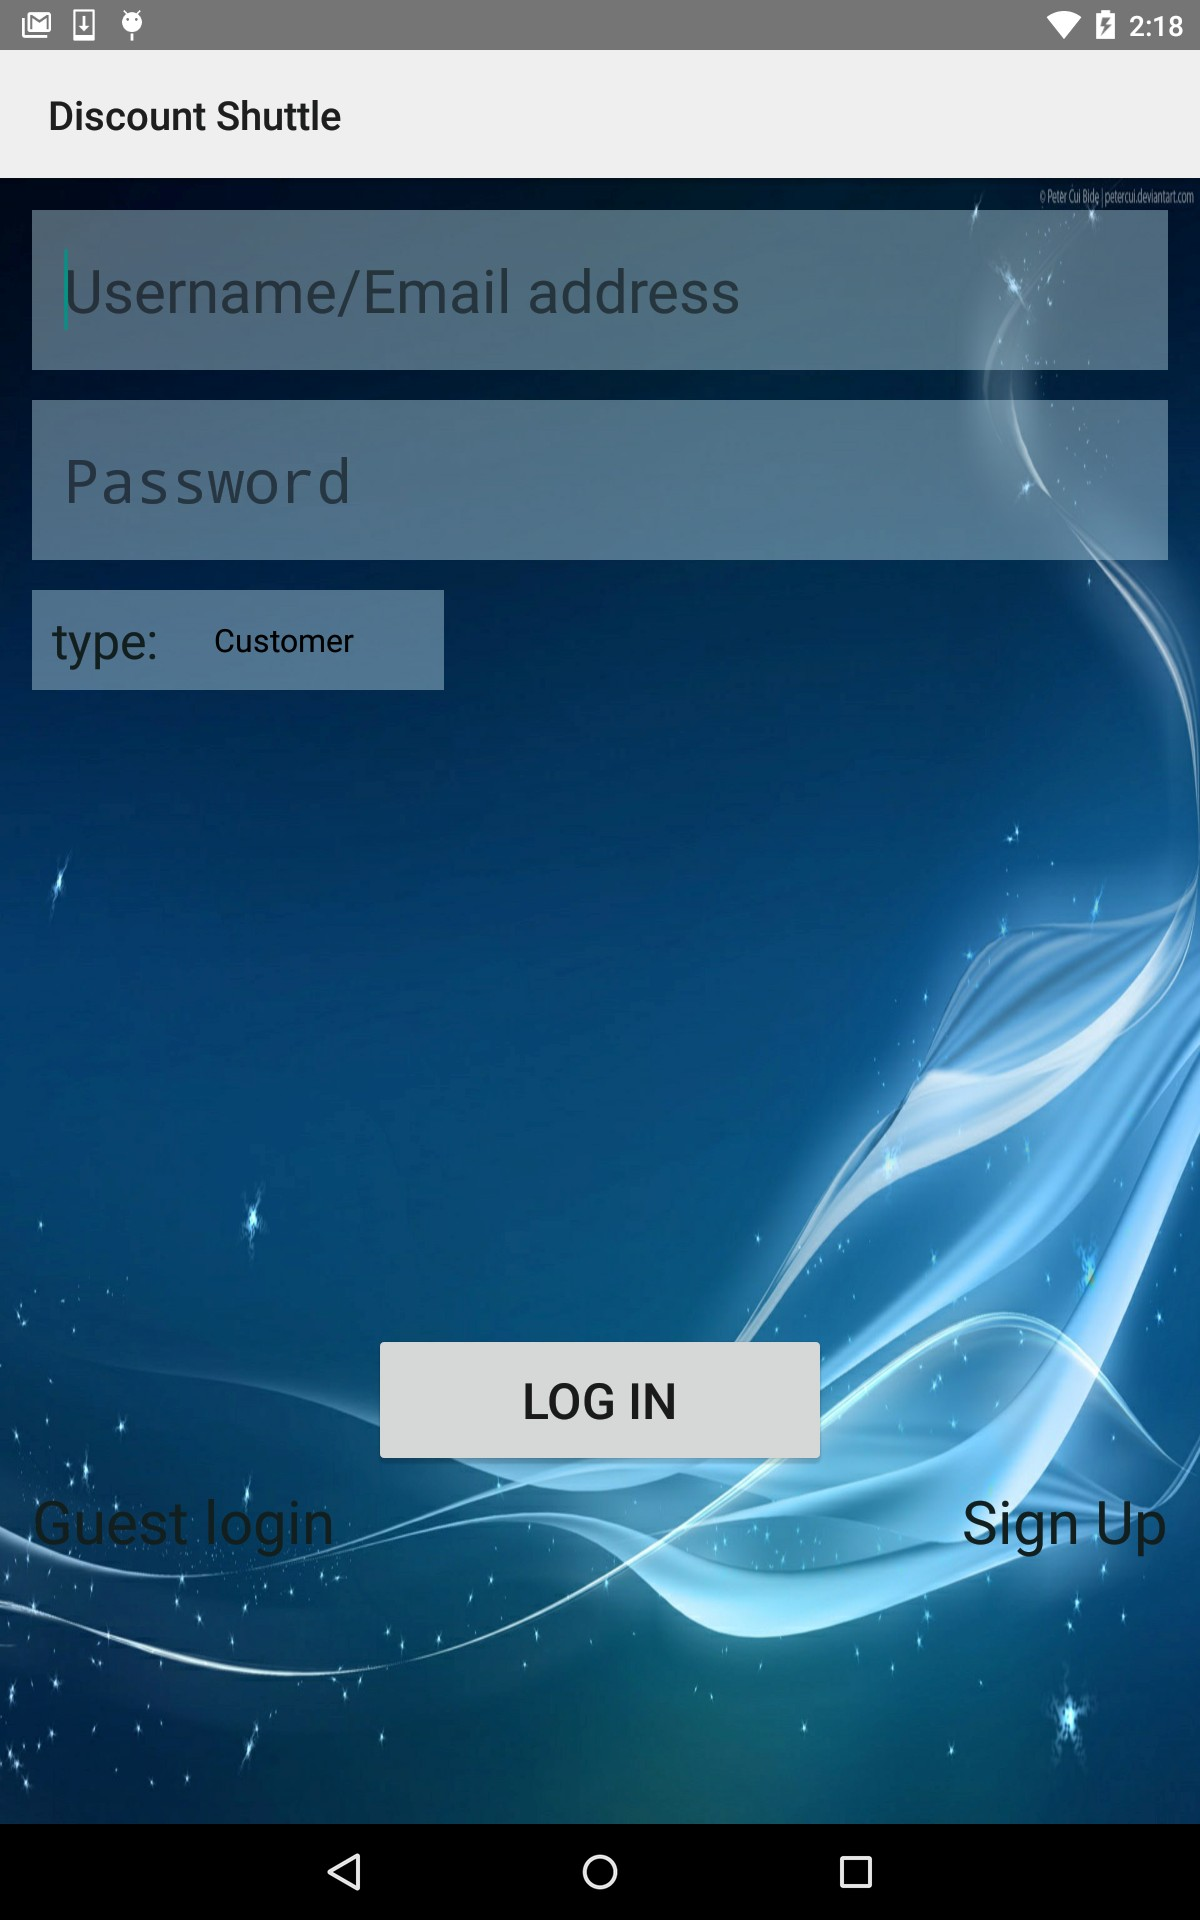 2:18
Discount Shuttle
© Peter Cui Bide | petercui.deviantart.com
Username/Email address
Password
type: Customer
LOG IN
Guest login Sign Up